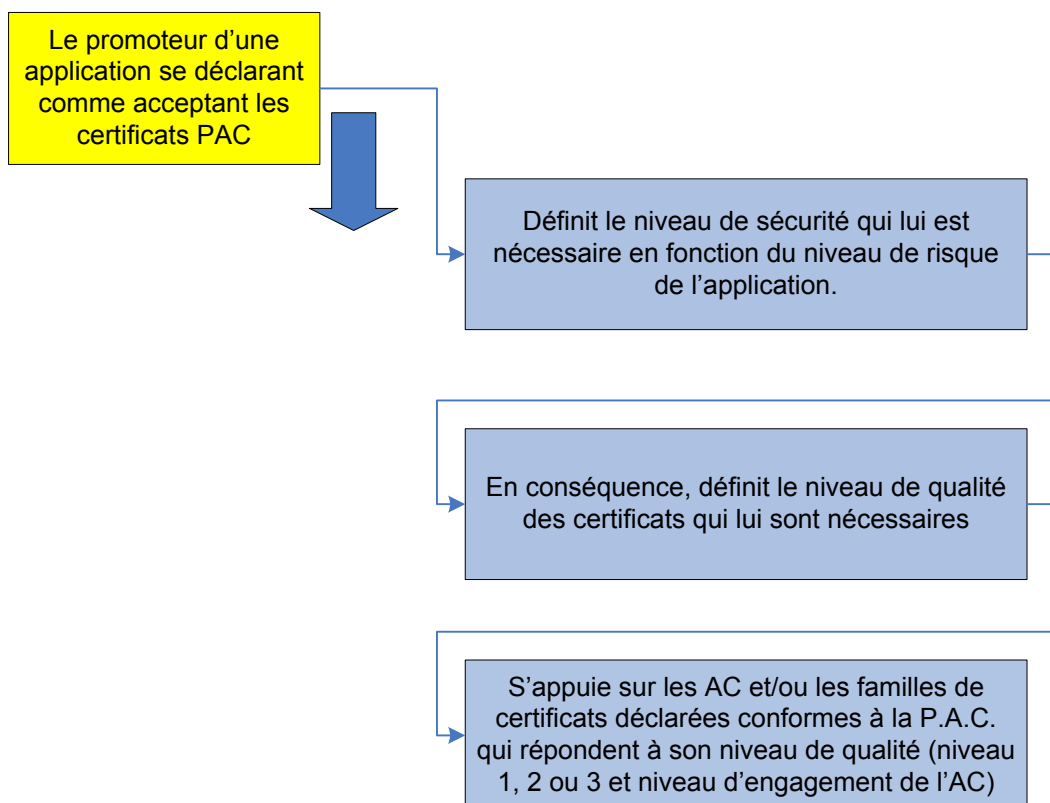 Le promoteur d’une
application se déclarant
comme acceptant les
certificats PAC
Définit le niveau de sécurité qui lui est
nécessaire en fonction du niveau de risque
de l’application.
En conséquence, définit le niveau de qualité
des certificats qui lui sont nécessaires
S’appuie sur les AC et/ou les familles de
certificats déclarées conformes à la P.A.C.
qui répondent à son niveau de qualité (niveau
1, 2 ou 3 et niveau d’engagement de l’AC)